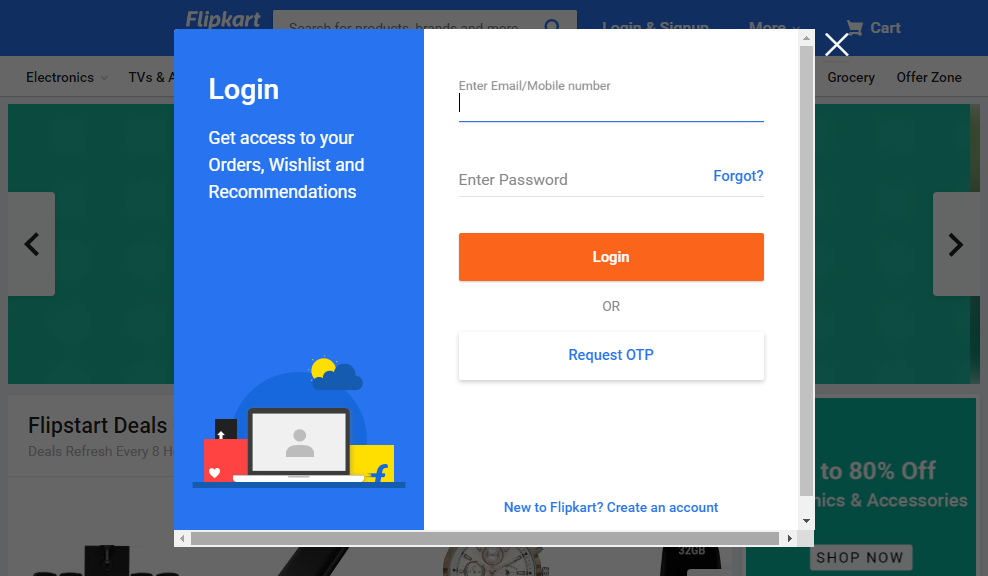 Flipkart
Search for products, brands and more
Login & Signup
More
Cart
Electronics
TVs & A
Grocery
Offer Zone
Login
Get access to your
Orders, Wishlist and
Recommendations
Enter Email/Mobile number
Enter Password
Forgot?
Login
OR
Request OTP
New to Flipkart? Create an account
Flipstart Deals
Deals Refresh Every 8 H
to 80% Off
nics & Accessories
32GB
SHOP NOW